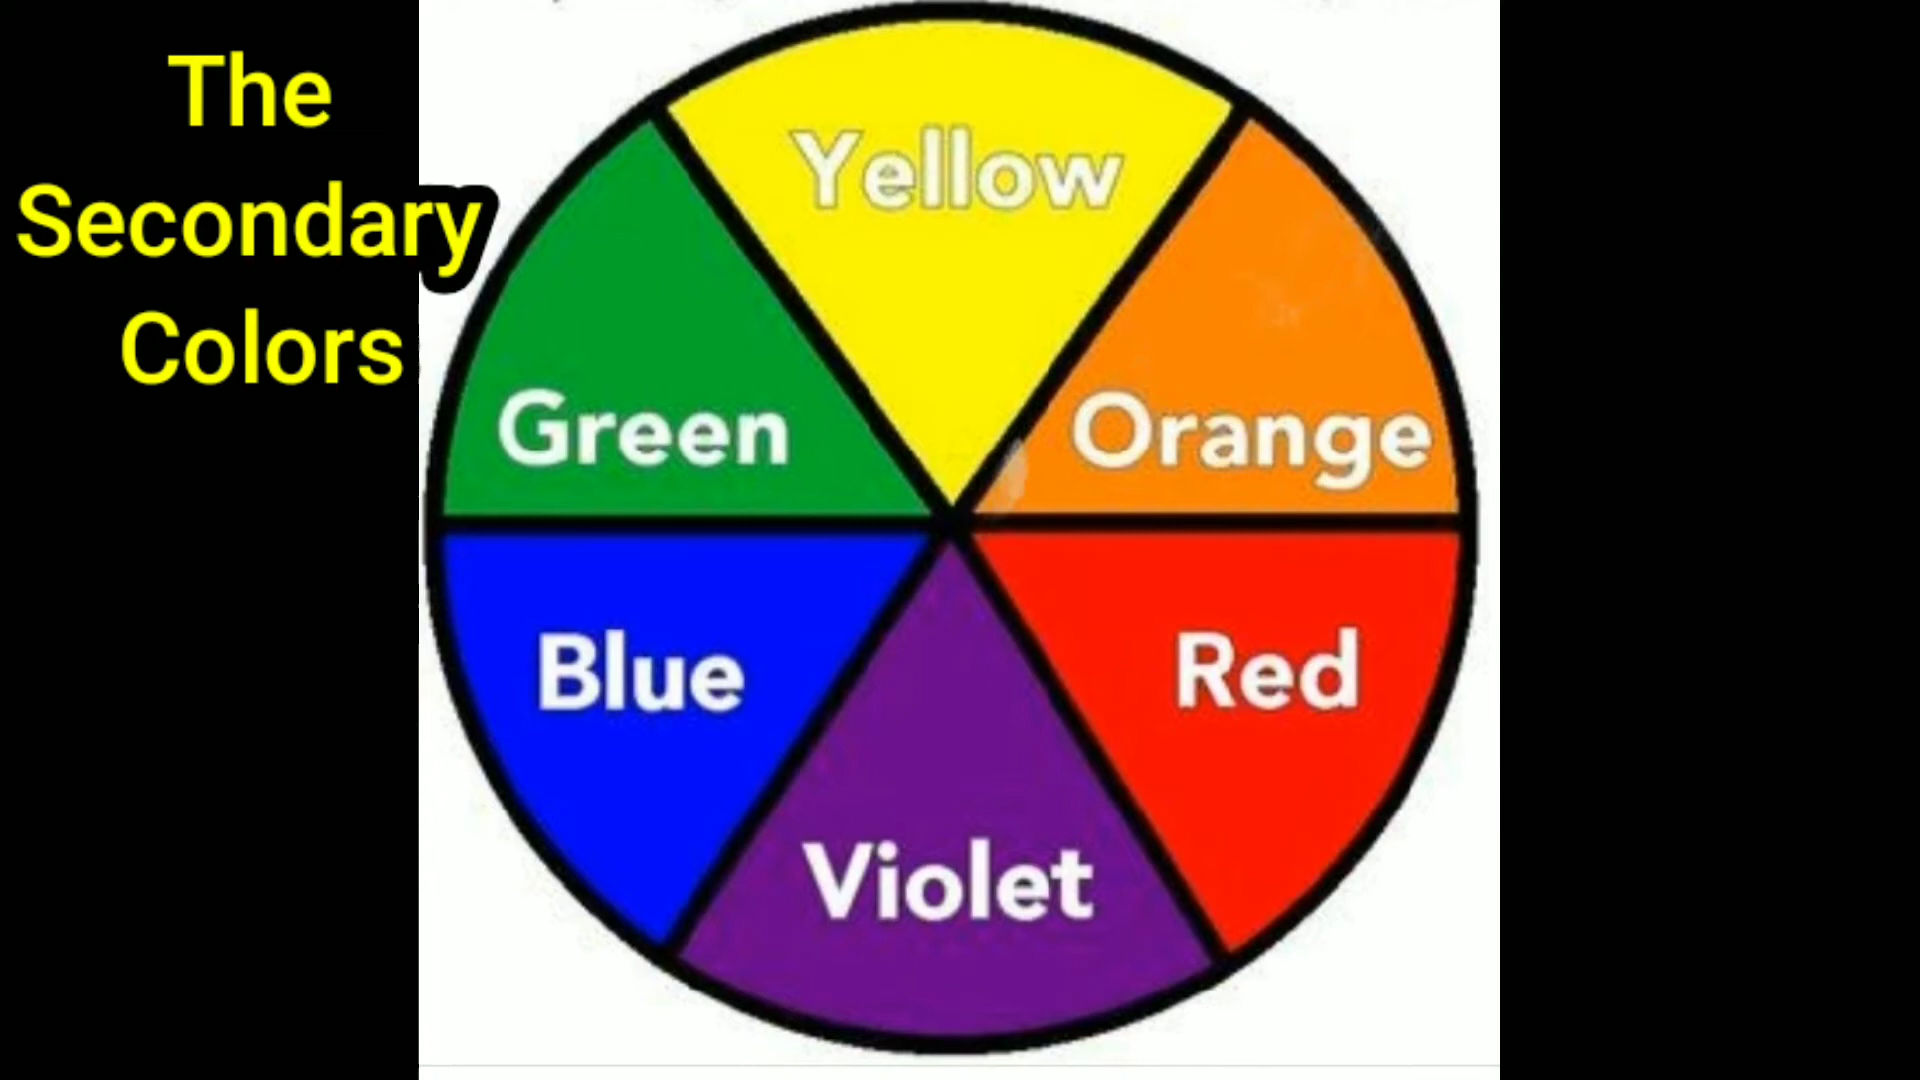 The
Secondary
Colors
Yellow
Green
Orange
Blue
Red
Violet